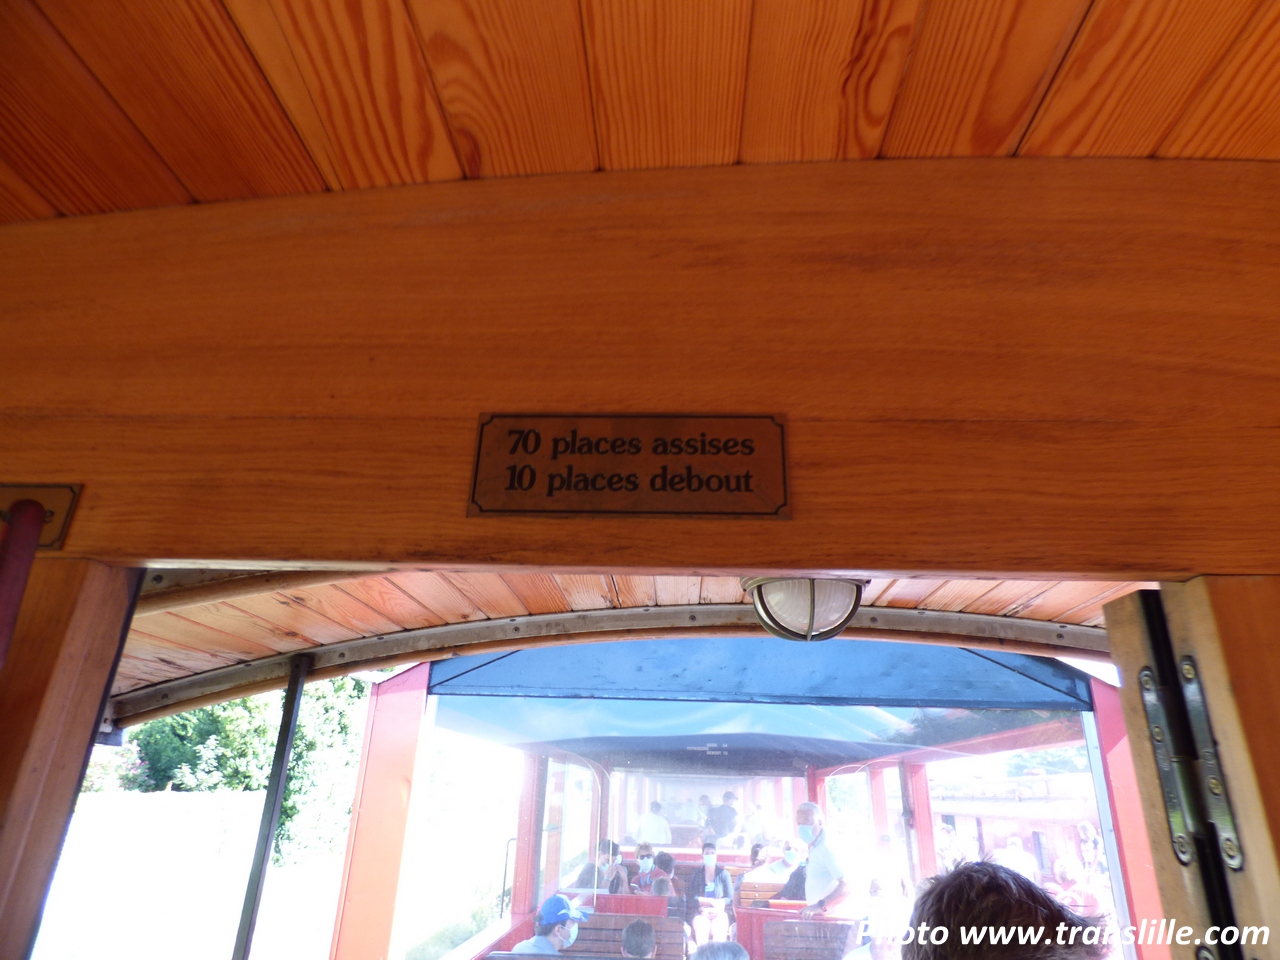 70 places assises
10 places debout
Photo www.translille.com